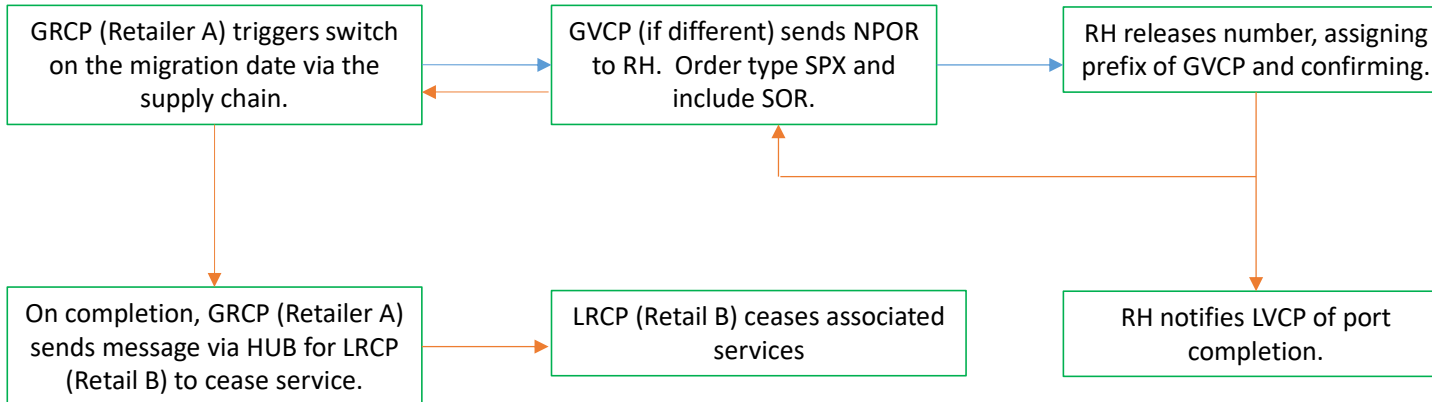 GRCP (Retailer A) triggers switch
on the migration date via the
supply chain.
GVCP (if different) sends NPOR
to RH.  Order type SPX and
include SOR.
RH releases number, assigning
prefix of GVCP and confirming.
On completion, GRCP (Retailer A)
sends message via HUB for LRCP
(Retail B) to cease service.
LRCP (Retail B) ceases associated
services
RH notifies LVCP of port
completion.